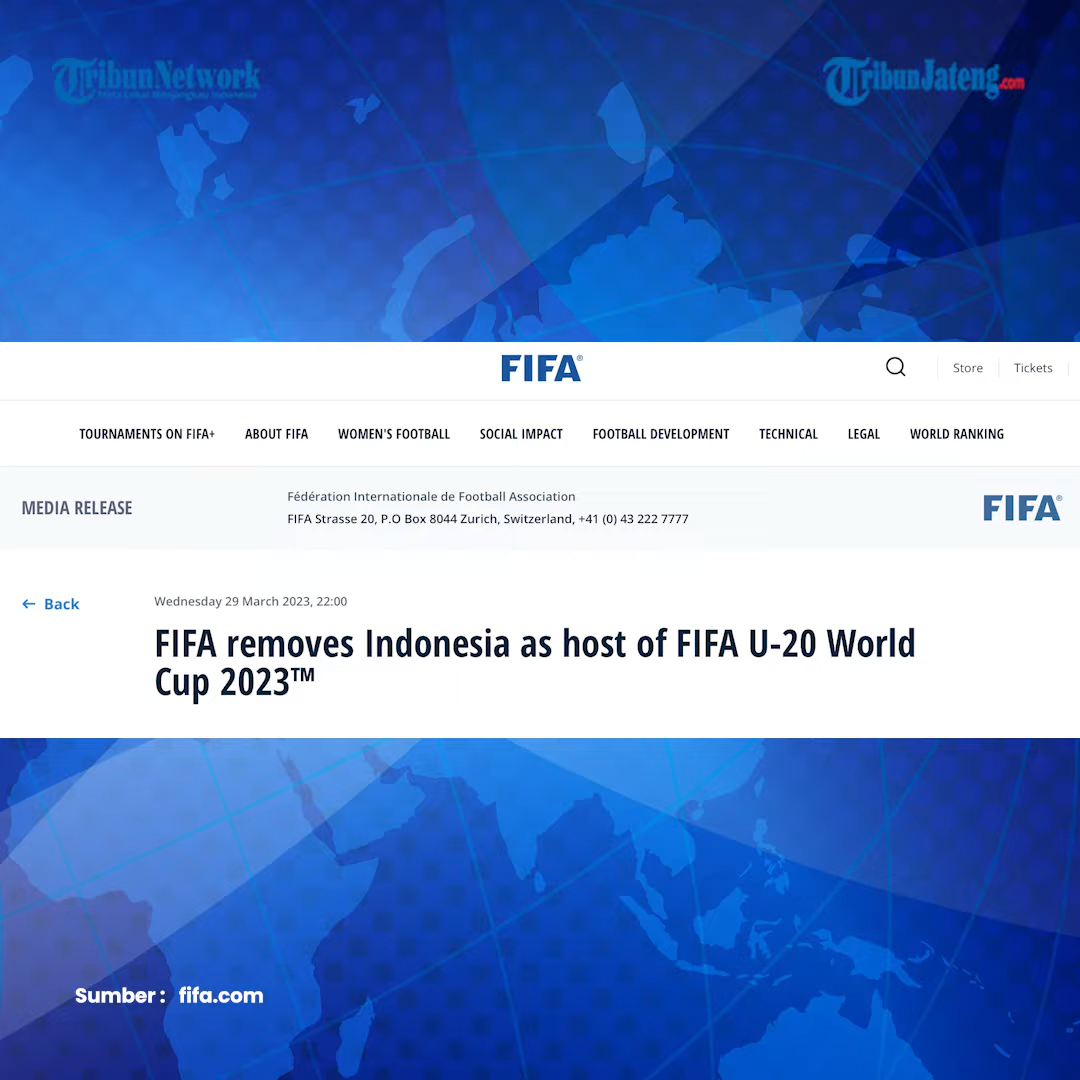 TribunNetwork
TribunJateng.com
FIFA®
Store
Tickets
TOURNAMENTS ON FIFA+
ABOUT FIFA
WOMEN'S FOOTBALL
SOCIAL IMPACT
FOOTBALL DEVELOPMENT
TECHNICAL
LEGAL
WORLD RANKING
MEDIA RELEASE
Fédération Internationale de Football Association
FIFA Strasse 20, P.O Box 8044 Zurich, Switzerland, +41 (0) 43 222 7777
FIFA®
← Back
Wednesday 29 March 2023, 22:00
FIFA removes Indonesia as host of FIFA U-20 World
Cup 2023™
Sumber : fifa.com